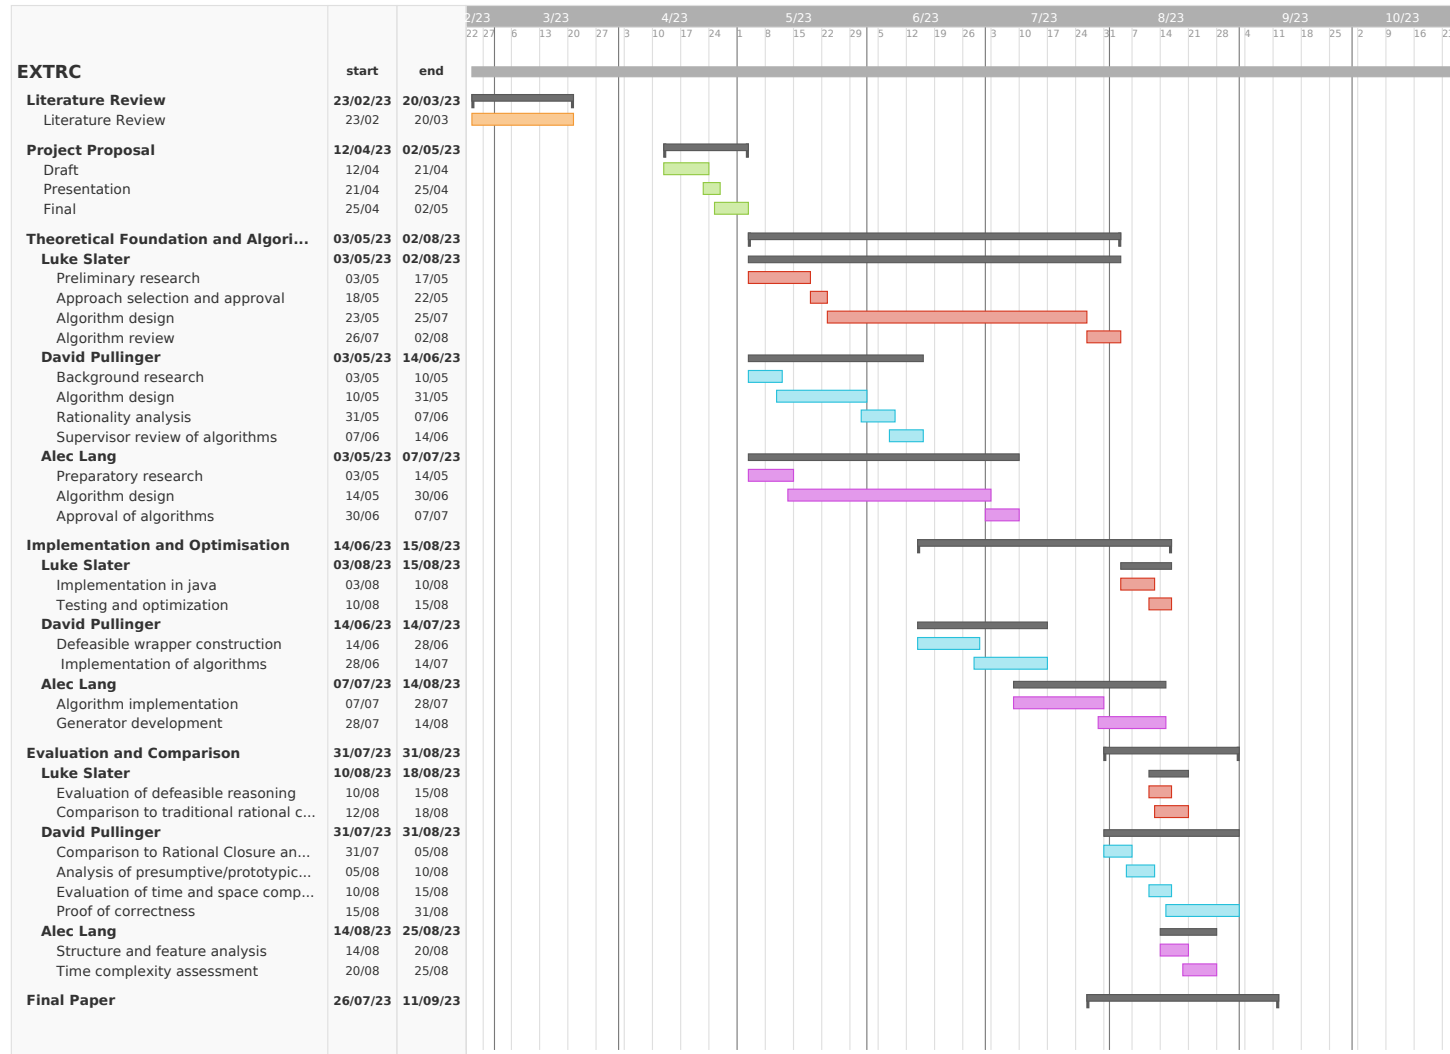 2/23 3/23 4/23 5/23 6/23 7/23 8/23 9/23 10/23
22 27 6 13 20 27 3 10 17 24 1 8 15 22 29 5 12 19 26 3 10 17 24 31 7 14 21 28 4 11 18 25 2 9 16
EXTRC start end
Literature Review 23/02/23 20/03/23
Literature Review 23/02 20/03
Project Proposal 12/04/23 02/05/23
Draft 12/04 21/04
Presentation 21/04 25/04
Final 25/04 02/05
Theoretical Foundation and Algori... 03/05/23 02/08/23
Luke Slater 03/05/23 02/08/23
Preliminary research 03/05 17/05
Approach selection and approval 18/05 22/05
Algorithm design 23/05 25/07
Algorithm review 26/07 02/08
David Pullinger 03/05/23 14/06/23
Background research 03/05 10/05
Algorithm design 10/05 31/05
Rationality analysis 31/05 07/06
Supervisor review of algorithms 07/06 14/06
Alec Lang 03/05/23 07/07/23
Preparatory research 03/05 14/05
Algorithm design 14/05 30/06
Approval of algorithms 30/06 07/07
Implementation and Optimisation 14/06/23 15/08/23
Luke Slater 03/08/23 15/08/23
Implementation in java 03/08 10/08
Testing and optimization 10/08 15/08
David Pullinger 14/06/23 14/07/23
Defeasible wrapper construction 14/06 28/06
Implementation of algorithms 28/06 14/07
Alec Lang 07/07/23 14/08/23
Algorithm implementation 07/07 28/07
Generator development 28/07 14/08
Evaluation and Comparison 31/07/23 31/08/23
Luke Slater 10/08/23 18/08/23
Evaluation of defeasible reasoning 10/08 15/08
Comparison to traditional rational c... 12/08 18/08
David Pullinger 31/07/23 31/08/23
Comparison to Rational Closure an... 31/07 05/08
Analysis of presumptive/prototypic... 05/08 10/08
Evaluation of time and space comp... 10/08 15/08
Proof of correctness 15/08 31/08
Alec Lang 14/08/23 25/08/23
Structure and feature analysis 14/08 20/08
Time complexity assessment 20/08 25/08
Final Paper 26/07/23 11/09/23